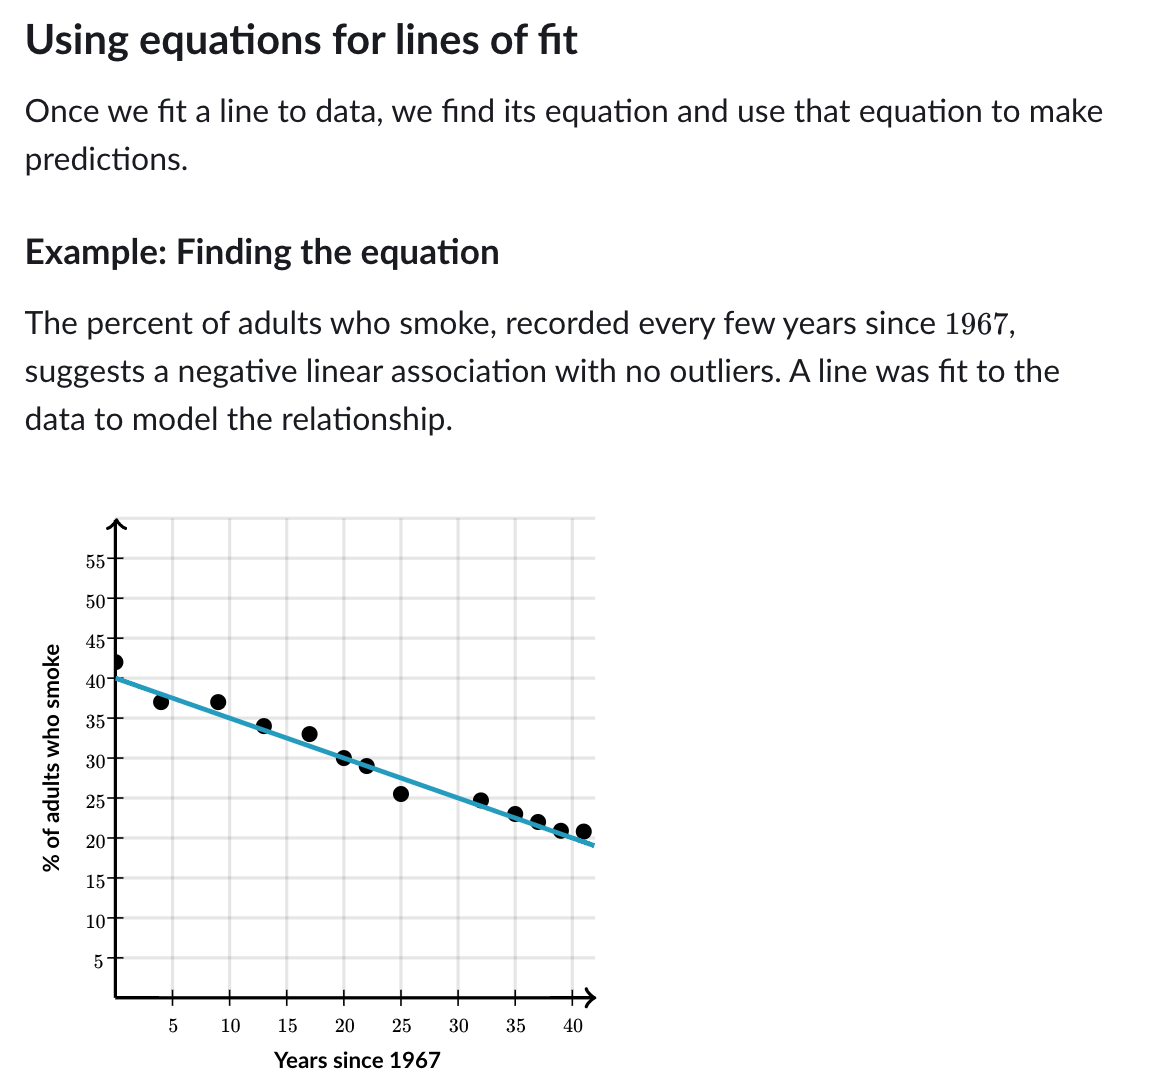 Using equations for lines of fit
Once we fit a line to data, we find its equation and use that equation to make
predictions.
Example: Finding the equation
The percent of adults who smoke, recorded every few years since 1967,
suggests a negative linear association with no outliers. A line was fit to the
data to model the relationship.
% of adults who smoke
55
50
45
40
35
30
25
20
15
10
5
5 10 15 20 25 30 35 40
Years since 1967